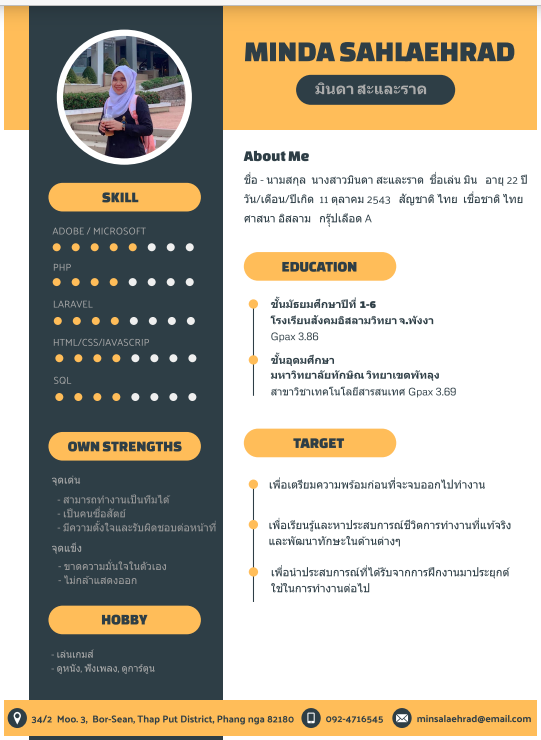 MINDA SAHLAEHRAD
มินดา สะและราด
About Me
ชื่อ - นามสกุล นางสาวมินดา สะและราด ชื่อเล่น มิน อายุ 22 ปี
วัน/เดือน/ปีเกิด 11 ตุลาคม 2543 สัญชาติ ไทย เชื่อชาติ ไทย
ศาสนา อิสลาม กรุ๊ปเลือด A
SKILL
ADOBE / MICROSOFT
PHP
LARAVEL
HTML/CSS/JAVASCRIP
SQL
OWN STRENGTHS
จุดเด่น
- สามารถทำงานเป็นทีมได้
- เป็นคนซื่อสัตย์
- มีความตั้งใจและรับผิดชอบต่อหน้าที่
จุดแข็ง
- ขาดความมั่นใจในตัวเอง
- ไม่กล้าแสดงออก
HOBBY
- เล่นเกมส์
- ดูหนัง, ฟังเพลง, ดูการ์ตูน
EDUCATION
ชั้นมัธยมศึกษาปีที่ 1-6
โรงเรียนสังคมอิสลามวิทยา จ.พังงา
Gpax 3.86
ชั้นอุดมศึกษา
มหาวิทยาลัยทักษิณ วิทยาเขตพัทลุง
สาขาวิชาเทคโนโลยีสารสนเทศ Gpax 3.69
TARGET
เพื่อเตรียมความพร้อมก่อนที่จะจบออกไปทำงาน
เพื่อเรียนรู้และหาประสบการณ์ชีวิตการทำงานที่แท้จริง
และพัฒนาทักษะในด้านต่างๆ
เพื่อนำประสบการณ์ที่ได้รับจากการฝึกงานมาประยุกต์
ใช้ในการทำงานต่อไป
34/2 Moo. 3, Bor-Sean, Thap Put District, Phang nga 82180
092-4716545
minsalaehrad@email.com